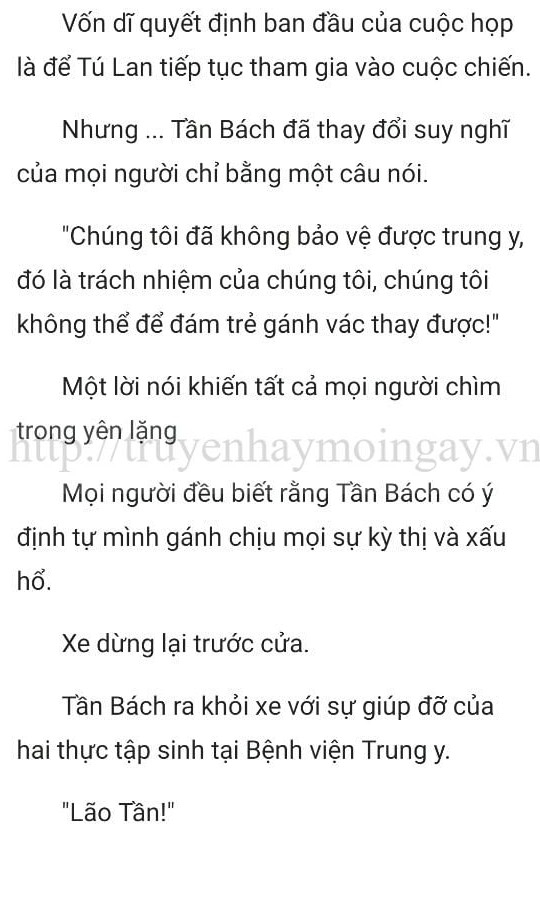 Vốn dĩ quyết định ban đầu của cuộc họp
là để Tú Lan tiếp tục tham gia vào cuộc chiến.
Nhưng ... Tần Bách đã thay đổi suy nghĩ
của mọi người chỉ bằng một câu nói.
"Chúng tôi đã không bảo vệ được trung y,
đó là trách nhiệm của chúng tôi, chúng tôi
không thể để đám trẻ gánh vác thay được!"
Một lời nói khiến tất cả mọi người chìm
trong yên lặng
http://truyenhaymoingay.vn
Mọi người đều biết rằng Tần Bách có ý
định tự mình gánh chịu mọi sự kỳ thị và xấu
hổ.
Xe dừng lại trước cửa.
Tần Bách ra khỏi xe với sự giúp đỡ của
hai thực tập sinh tại Bệnh viện Trung y.
"Lão Tần!"